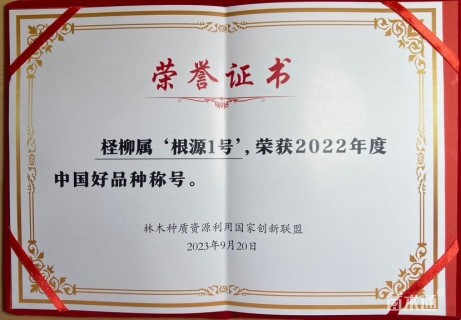 荣誉证书
柽柳属‘根源1号’，荣获2022年度
中国好品种称号。
林木种质资源利用国家创新联盟
2023年9月20日